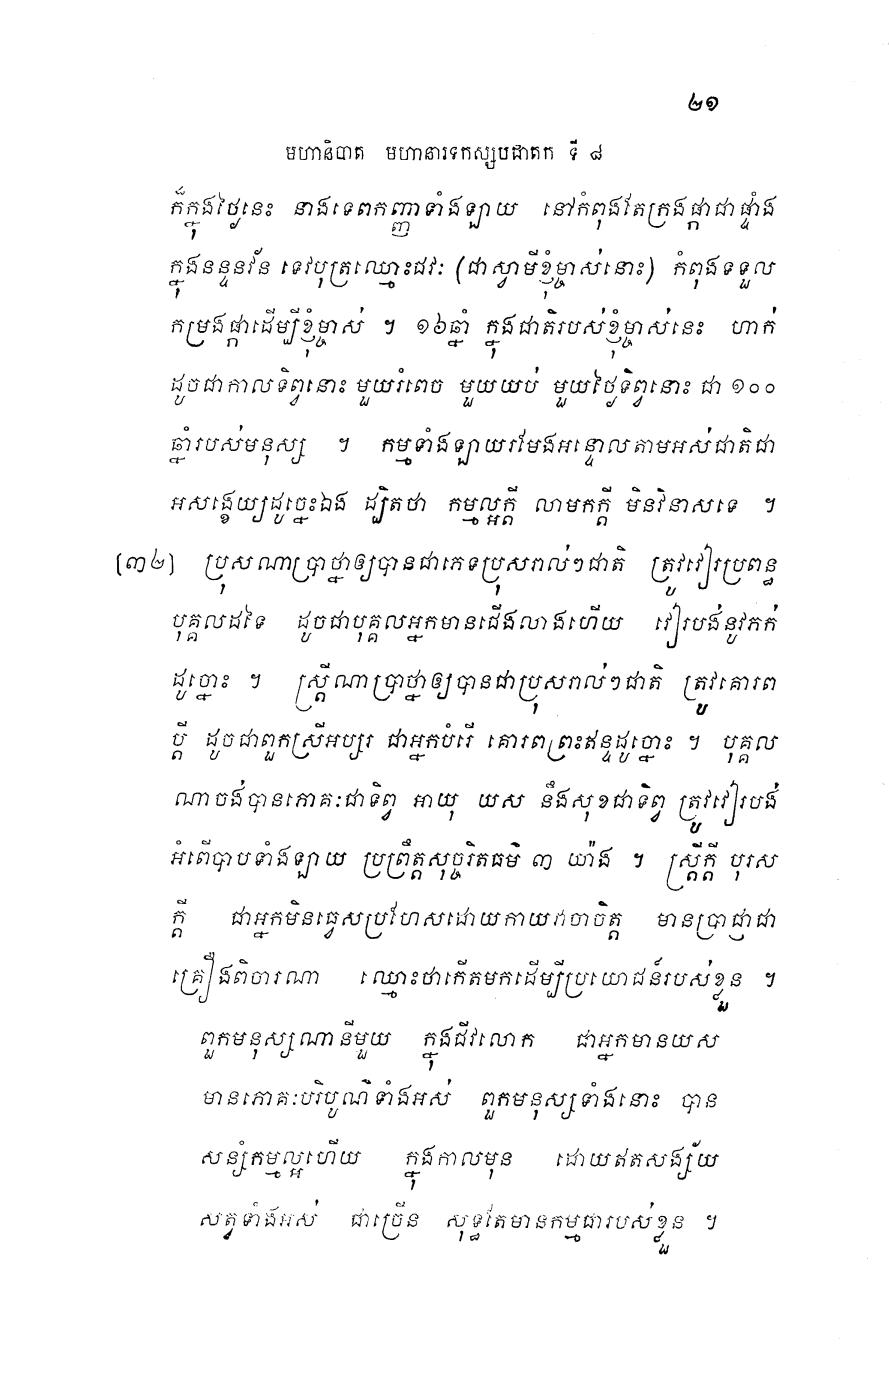 ២១
មហានិបាត មហានារទកស្សបជាតក ទី ៨
ក៏ក្នុងថ្ងៃនេះ នាងទេពកញ្ញាទាំងឡាយ នៅកំពុងតែក្រងផ្កាជាផ្ទាំង
ក្នុងនន្ទនវ័ន ទេវបុត្រឈ្មោះជវៈ (ជាស្វាមីខ្ញុំម្ចាស់នោះ) កំពុងទទួល
កម្រងផ្កាដើម្បីខ្ញុំម្ចាស់ ។ ១៦ឆ្នាំ ក្នុងជាតិរបស់ខ្ញុំម្ចាស់នេះ ហាក់
ដូចជាកាលទិព្វនោះ មួយរំពេច មួយយប់ មួយថ្ងៃទិព្វនោះ ជា ១០០
ឆ្នាំរបស់មនុស្ស ។ កម្មទាំងឡាយរមែងអន្ទោលតាមអស់ជាតិជា
អសង្ខេយ្យដូច្នេះឯង ដ្បិតថា កម្មល្អក្តី លាមកក្តី មិនវិនាសទេ ។
(៣២) ប្រុសណាប្រាថ្នាឲ្យបានជាភេទប្រុសរាល់ៗជាតិ ត្រូវវៀរប្រពន្ធ
បុគ្គលដទៃ ដូចជាបុគ្គលអ្នកមានជើងលាងហើយ វៀរបង់នូវភក់
ដូច្នោះ ។ ស្ត្រីណាប្រាថ្នាឲ្យបានជាប្រុសរាល់ៗជាតិ ត្រូវគោរព
ប្តី ដូចជាពួកស្រីអប្សរ ជាអ្នកបំរើ គោរពព្រះឥន្ទដូច្នោះ ។ បុគ្គល
ណាចង់បានភោគៈជាទិព្វ អាយុ យស នឹងសុខជាទិព្វ ត្រូវវៀរបង់
អំពើបាបទាំងឡាយ ប្រព្រឹត្តសុច្ចរិតធម៌ ៣ យ៉ាង ។ ស្ត្រីក្តី បុរស
ក្តី ជាអ្នកមិនធ្វេសប្រហែសដោយកាយវាចាចិត្ត មានប្រាជ្ញាជា
គ្រឿងពិចារណា ឈ្មោះថាកើតមកដើម្បីប្រយោជន៍របស់ខ្លួន ។
ពួកមនុស្សណានីមួយ ក្នុងជីវលោក ជាអ្នកមានយស
មានភោគៈបរិបូណ៌ទាំងអស់ ពួកមនុស្សទាំងនោះ បាន
សន្សំកម្មល្អហើយ ក្នុងកាលមុន ដោយឥតសង្ស័យ
សត្វទាំងអស់ ជាច្រើន សុទ្ធតែមានកម្មជារបស់ខ្លួន ។